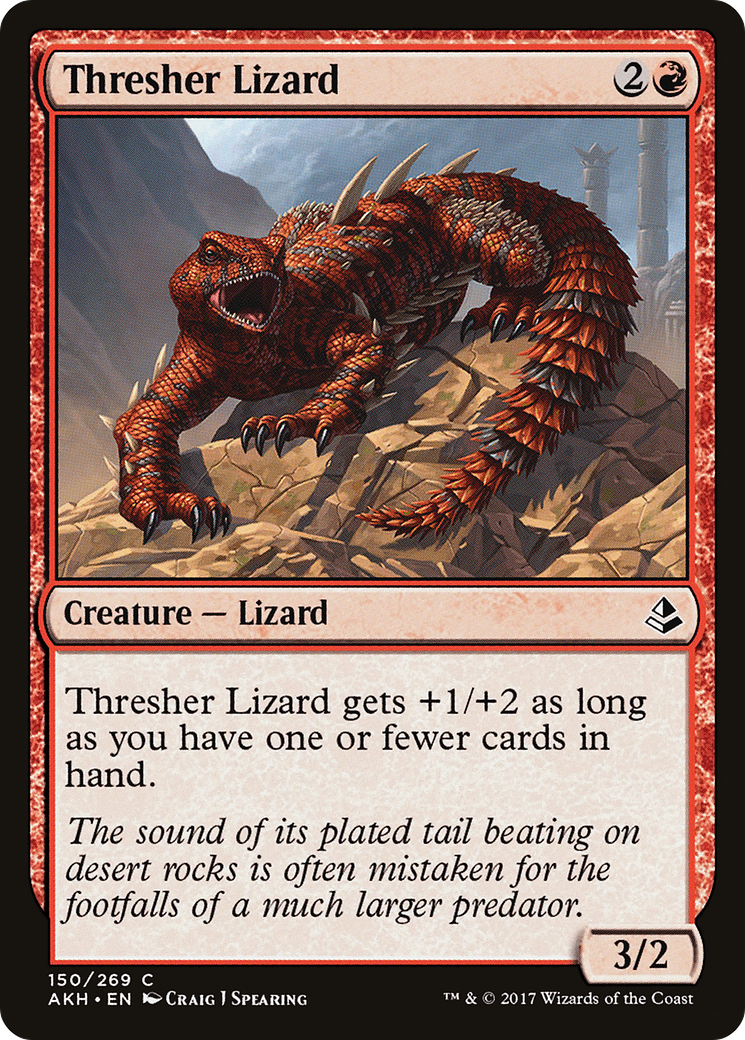 Thresher Lizard 2
Creature — Lizard
Thresher Lizard gets +1/+2 as long
as you have one or fewer cards in
hand.
The sound of its plated tail beating on
desert rocks is often mistaken for the
footfalls of a much larger predator.
3/2
150/269 C
AKH • EN Craig J Spearing
™ & © 2017 Wizards of the Coast